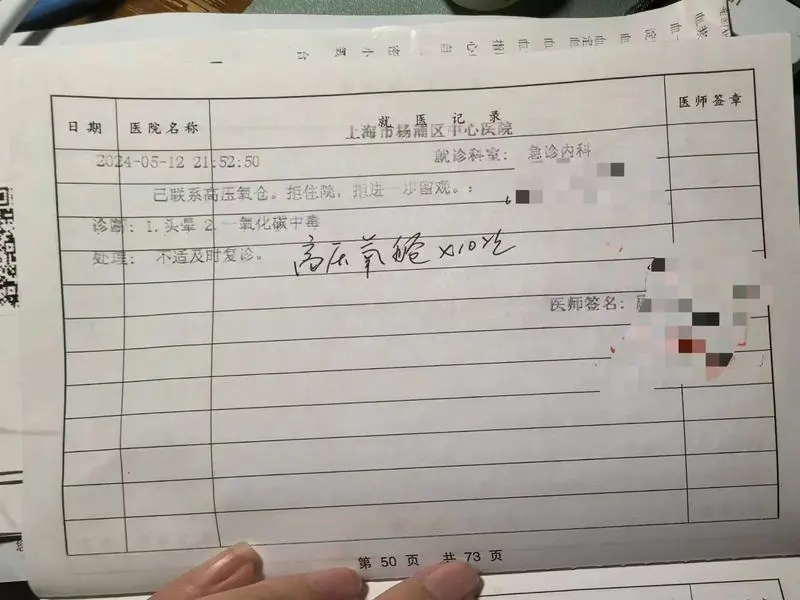 就医记录
日期 医院名称 医师签章
上海市杨浦区中心医院
2024-05-12 21:52:50 就诊科室: 急诊内科
已联系高压氧仓。拒住院,拒进一步留观。:
诊断: 1.头晕 2.一氧化碳中毒
处理: 不适及时复诊。
高压氧舱×10次
医师签名:
第 50 页 共 73 页